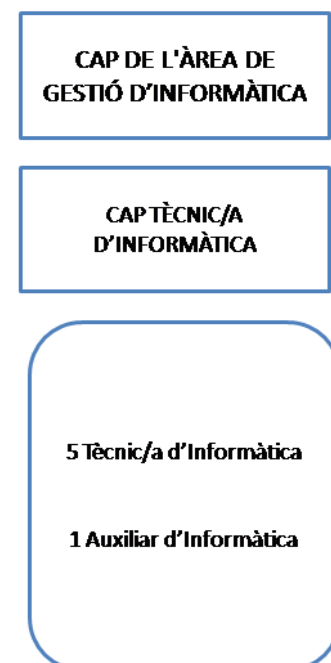 CAP DE L'ÀREA DE
GESTIÓ D’INFORMÀTICA
CAP TÈCNIC/A
D’INFORMÀTICA
5 Tècnic/a d’Informàtica
1 Auxiliar d’Informàtica